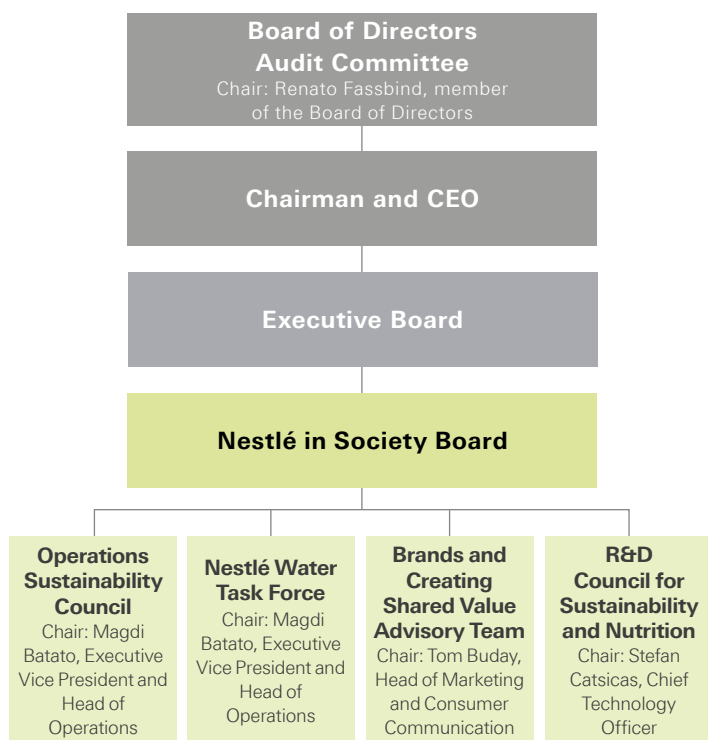 Board of Directors
Audit Committee
Chair: Renato Fassbind, member
of the Board of Directors
Chairman and CEO
Executive Board
Nestlé in Society Board
Operations
Sustainability
Council
Chair: Magdi
Batato, Executive
Vice President and
Head of
Operations
Nestlé Water
Task Force
Chair: Magdi
Batato, Executive
Vice President and
Head of
Operations
Brands and
Creating
Shared Value
Advisory Team
Chair: Tom Buday,
Head of Marketing
and Consumer
Communication
R&D
Council for
Sustainability
and Nutrition
Chair: Stefan
Catsicas, Chief
Technology
Officer